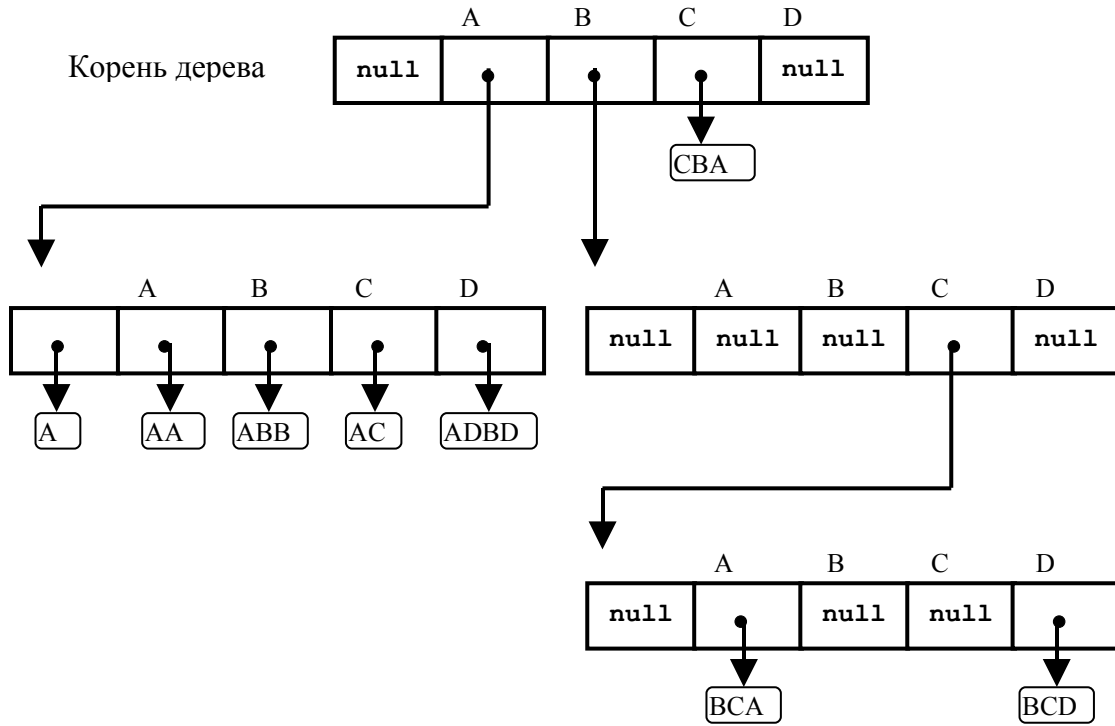 A B C D
Корень дерева null null
CBA
A B C D
A AA ABB AC ADBD
A B C D
null null null null
A B C D
null null null
BCA BCD